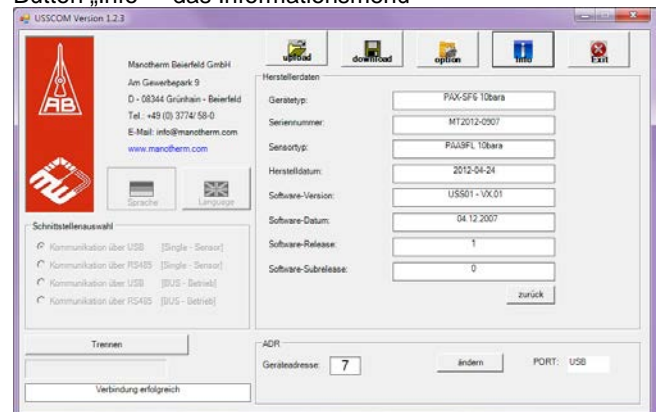 Button „Info“ – das Informationsmenü
USSCOM Version 1.2.3
upload
download
option
Info
Exit
AB
Manotherm Beierfeld GmbH
Am Gewerbepark 9
D - 08344 Grünhain - Beierfeld
Tel.: +49 (0) 3774/ 58-0
E-Mail: info@manotherm.com
www.manotherm.com
Sprache
Language
Schnittstellenauswahl
Kommunikation über USB [Single - Sensor]
Kommunikation über RS485 [Single - Sensor]
Kommunikation über USB [BUS - Betrieb]
Kommunikation über RS485 [BUS - Betrieb]
Trennen
Verbindung erfolgreich
Herstellerdaten
Gerätetyp: PAX-SF6 10bara
Seriennummer: MT2012-0907
Sensortyp: PAA9FL 10bara
Herstelldatum: 2012-04-24
Software-Version: USS01 - VX.01
Software-Datum: 04.12.2007
Software-Release: 1
Software-Subrelease: 0
zurück
ADR
Geräteadresse: 7 ändern PORT: USB